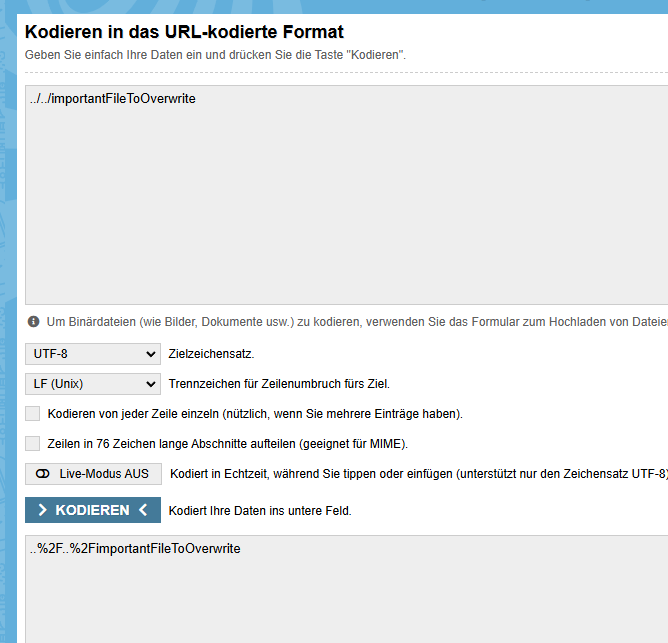 Kodieren in das URL-kodierte Format
Geben Sie einfach Ihre Daten ein und drücken Sie die Taste "Kodieren".
../../importantFileToOverwrite
Um Binärdateien (wie Bilder, Dokumente usw.) zu kodieren, verwenden Sie das Formular zum Hochladen von
UTF-8 Zielzeichensatz.
LF (Unix) Trennzeichen für Zeilenumbruch fürs Ziel.
Kodieren von jeder Zeile einzeln (nützlich, wenn Sie mehrere Einträge haben).
Zeilen in 76 Zeichen lange Abschnitte aufteilen (geeignet für MIME).
Live-Modus AUS Kodiert in Echtzeit, während Sie tippen oder einfügen (unterstützt nur den Zeichensatz UTF-8)
> KODIEREN < Kodiert Ihre Daten ins untere Feld.
..%2F..%2FimportantFileToOverwrite